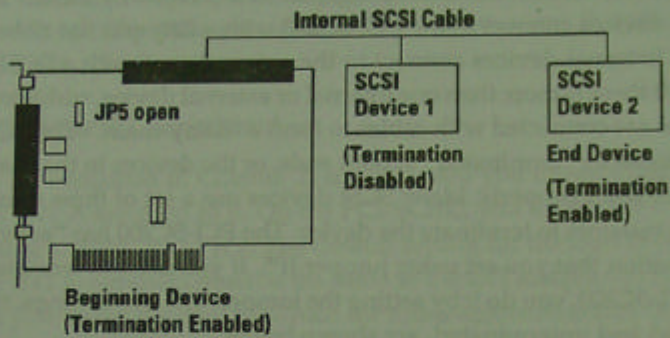 Internal SCSI Cable
JP5 open
SCSI
Device 1
(Termination
Disabled)
SCSI
Device 2
End Device
(Termination
Enabled)
Beginning Device
(Termination Enabled)